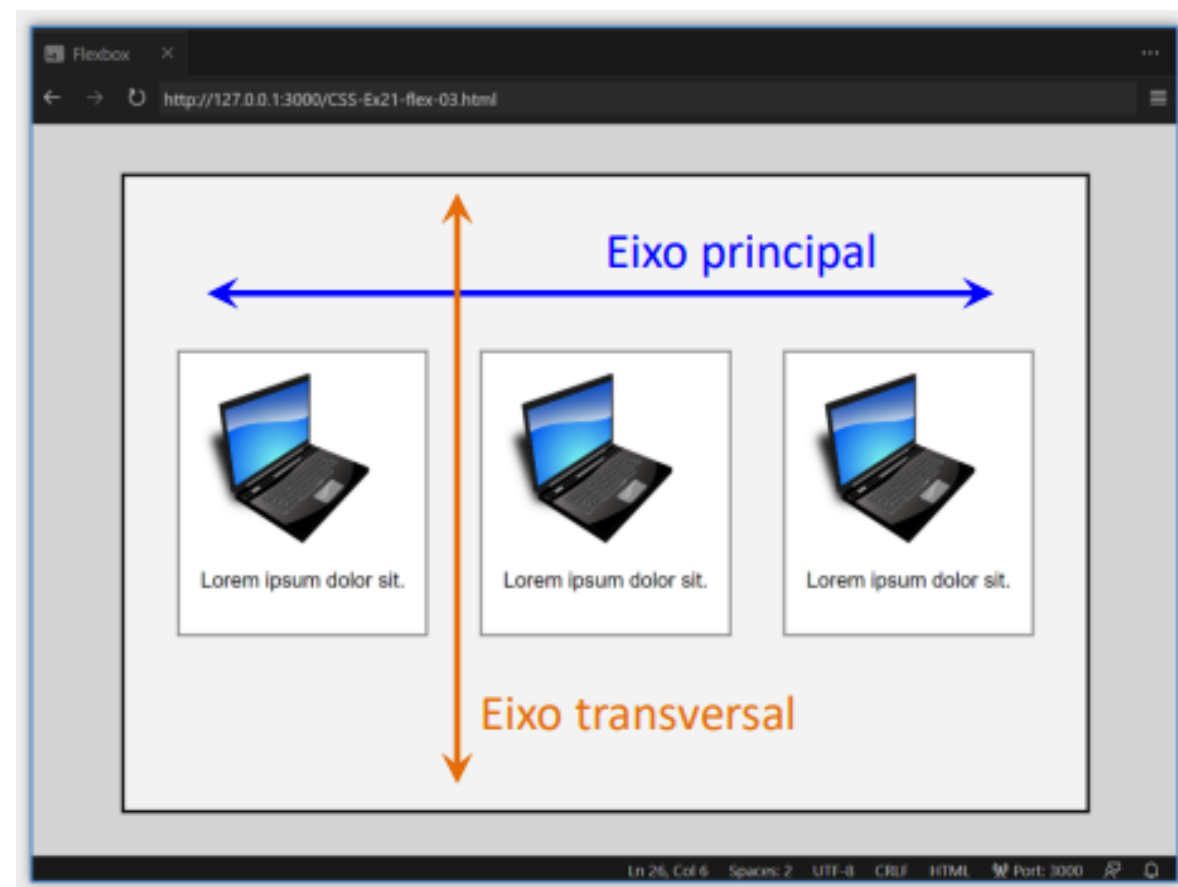 Flexbox
http://127.0.0.1:3000/CSS-Ex21-flex-03.html
Eixo principal
Lorem ipsum dolor sit. Lorem ipsum dolor sit. Lorem ipsum dolor sit.
Eixo transversal
Ln 26, Col 6 Spaces: 2 UTF-8 CRLF HTML Port: 3000